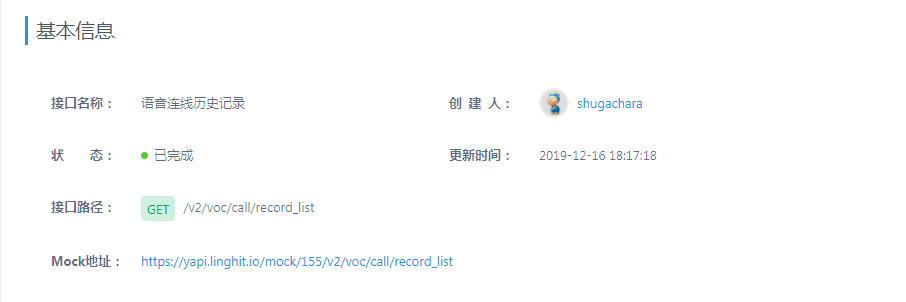 基本信息
接口名称： 语音连线历史记录 创 建 人： shugachara
状 态： 已完成 更新时间： 2019-12-16 18:17:18
接口路径： GET /v2/voc/call/record_list
Mock地址： https://yapi.linghit.io/mock/155/v2/voc/call/record_list